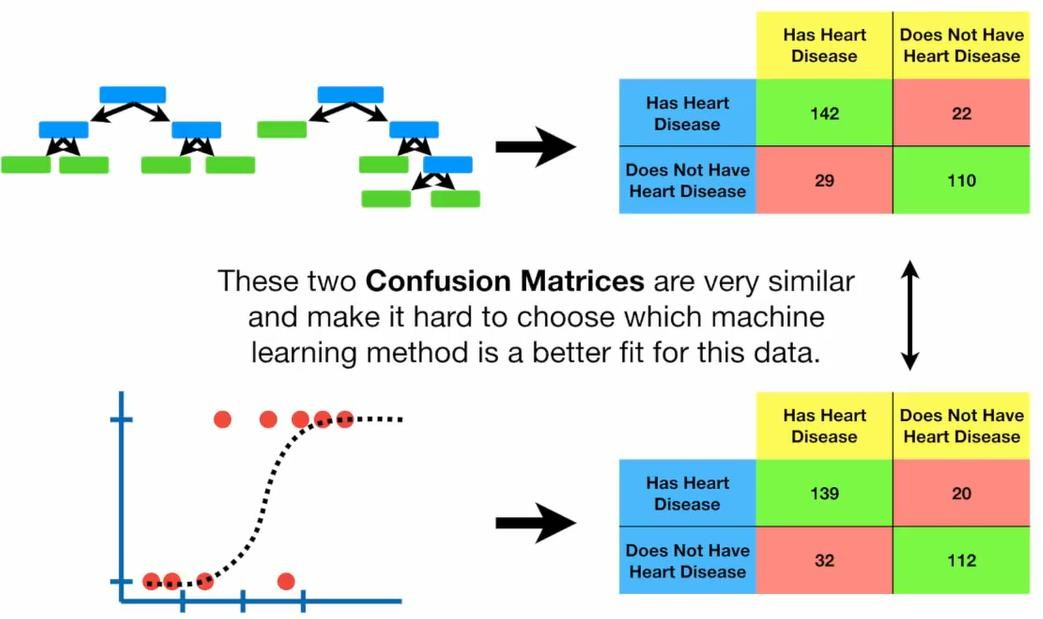 Has Heart
Disease
Does Not Have
Heart Disease
Has Heart
Disease
142
22
Does Not Have
Heart Disease
29
110
These two Confusion Matrices are very similar
and make it hard to choose which machine
learning method is a better fit for this data.
Has Heart
Disease
Does Not Have
Heart Disease
Has Heart
Disease
139
20
Does Not Have
Heart Disease
32
112